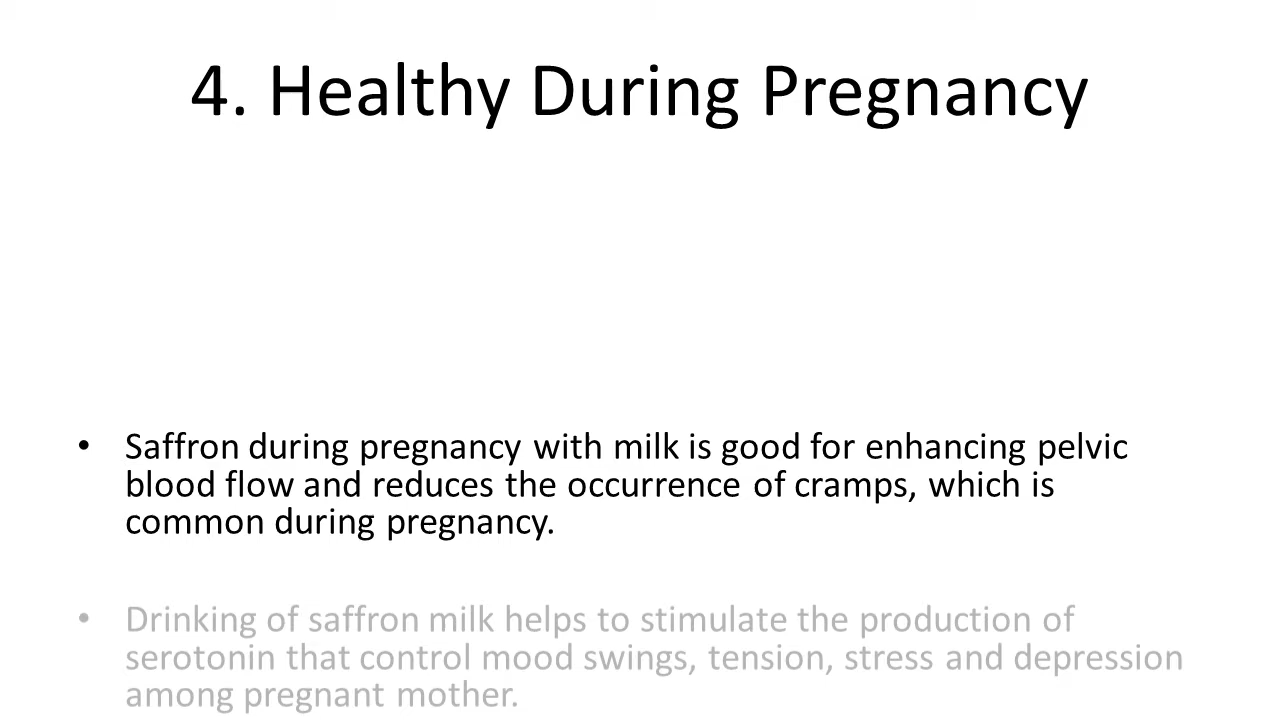 4. Healthy During Pregnancy
• Saffron during pregnancy with milk is good for enhancing pelvic
blood flow and reduces the occurrence of cramps, which is
common during pregnancy.
• Drinking of saffron milk helps to stimulate the production of
serotonin that control mood swings, tension, stress and depression
among pregnant mother.